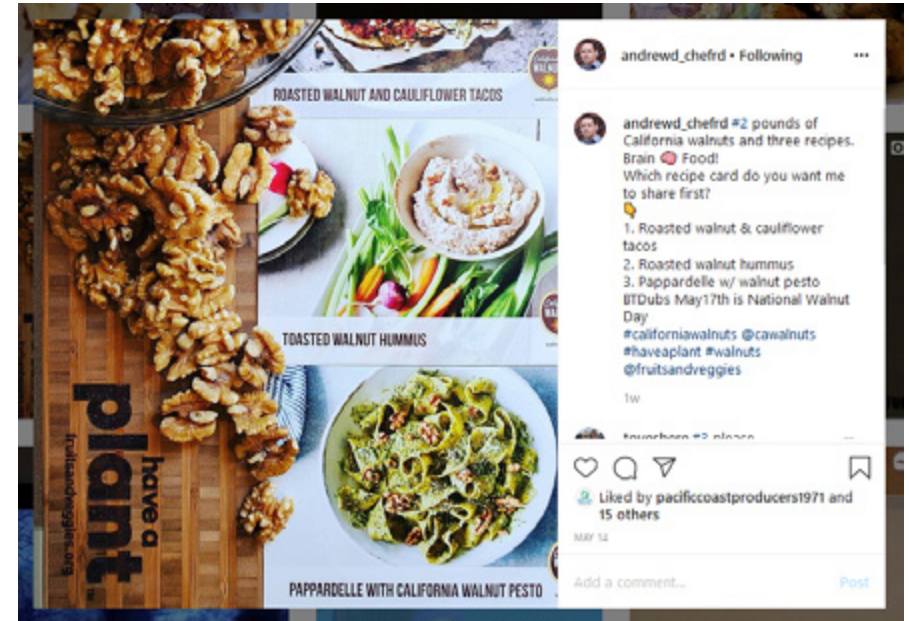 ROASTED WALNUT AND CAULIFLOWER TACOS
TOASTED WALNUT HUMMUS
PAPPARDELLE WITH CALIFORNIA WALNUT PESTO
have a
plant
fruitsandveggies.org
andrewd_chefrd • Following
andrewd_chefrd #2 pounds of
California walnuts and three recipes.
Brain 🧠 Food!
Which recipe card do you want me
to share first?
👇
1. Roasted walnut & cauliflower
tacos
2. Roasted walnut hummus
3. Pappardelle w/ walnut pesto
BTDubs May17th is National Walnut
Day
#californiawalnuts @cawalnuts
#haveaplant #walnuts
@fruitsandveggies
1w
#2 please
Liked by pacificcoastproducers1971 and
15 others
MAY 14
Add a comment...
Post